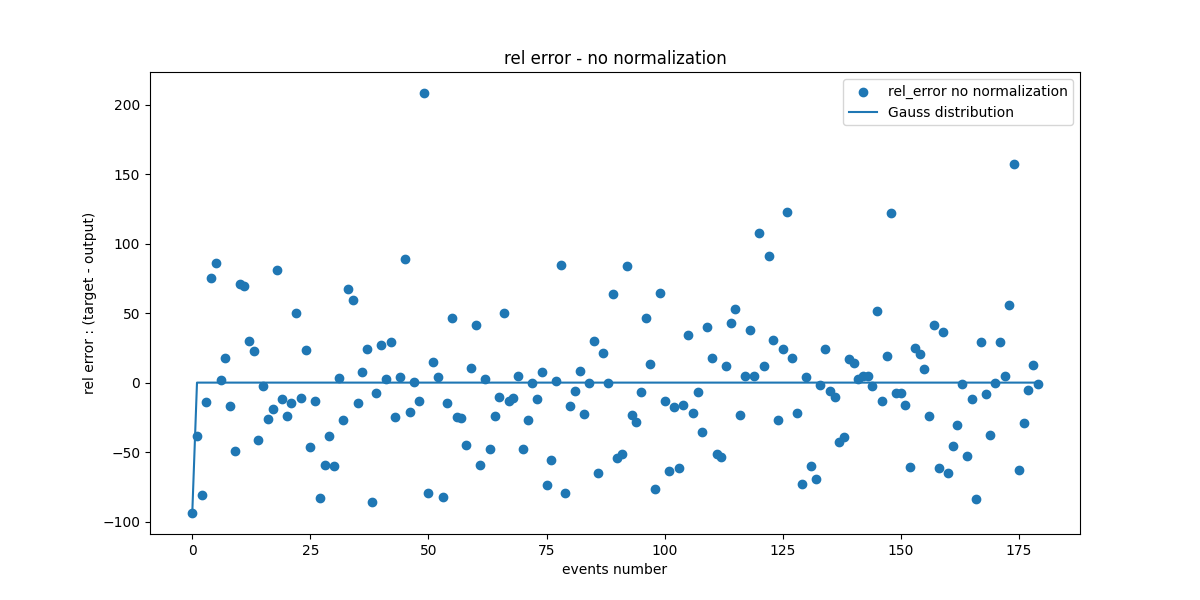 rel error - no normalization
rel_error no normalization
Gauss distribution
rel error : (target - output)
200
150
100
50
0
−50
−100
0 25 50 75 100 125 150 175
events number